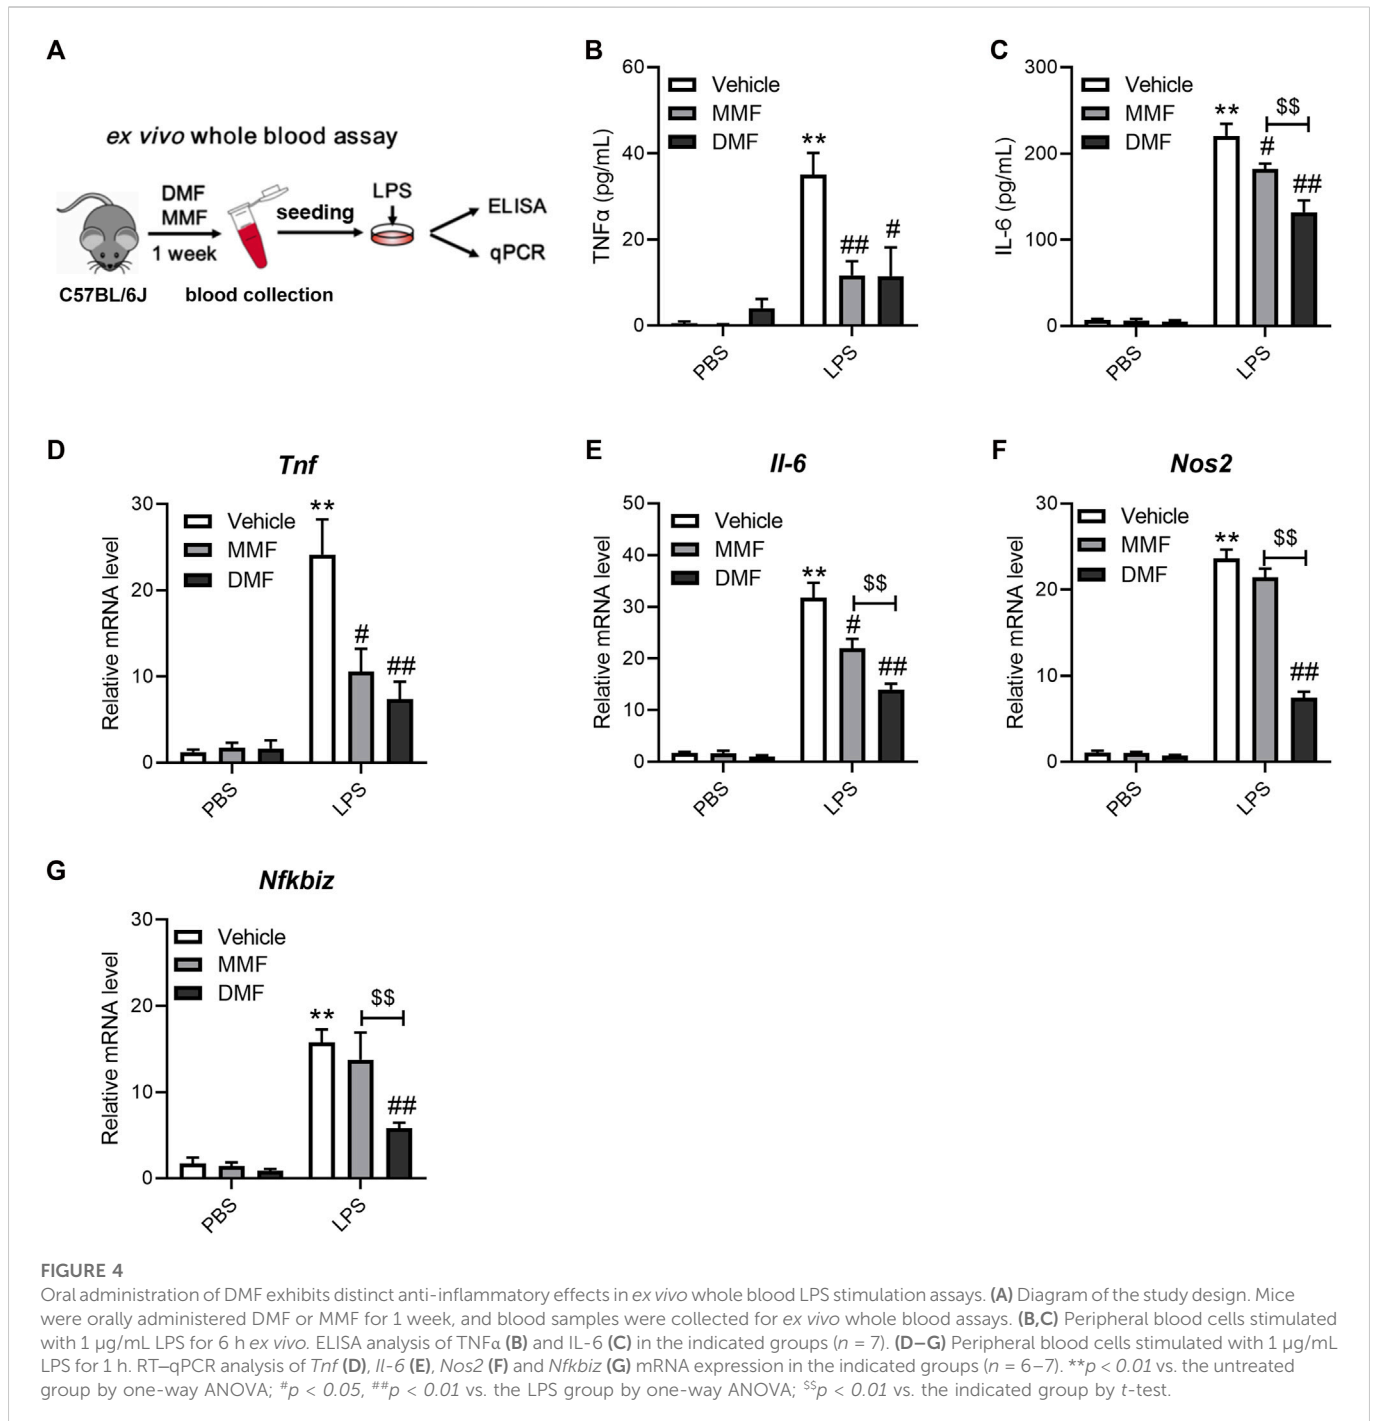 A
ex vivo whole blood assay
DMF
MMF
1 week
seeding
LPS
ELISA
qPCR
C57BL/6J
blood collection
B
60
40
20
0
TNFα (pg/mL)
Vehicle
MMF
DMF
**
##
#
PBS
LPS
C
300
200
100
0
IL-6 (pg/mL)
Vehicle
MMF
DMF
**
#
$$
##
PBS
LPS
D
Tnf
30
20
10
0
Relative mRNA level
Vehicle
MMF
DMF
**
#
##
PBS
LPS
E
Il-6
50
40
30
20
10
0
Relative mRNA level
Vehicle
MMF
DMF
**
#
$$
##
PBS
LPS
F
Nos2
30
20
10
0
Relative mRNA level
Vehicle
MMF
DMF
**
$$
##
PBS
LPS
G
Nfkbiz
30
20
10
0
Relative mRNA level
Vehicle
MMF
DMF
**
$$
##
PBS
LPS
FIGURE 4
Oral administration of DMF exhibits distinct anti-inflammatory effects in ex vivo whole blood LPS stimulation assays. (A) Diagram of the study design. Mice
were orally administered DMF or MMF for 1 week, and blood samples were collected for ex vivo whole blood assays. (B,C) Peripheral blood cells stimulated
with 1 μg/mL LPS for 6 h ex vivo. ELISA analysis of TNFα (B) and IL-6 (C) in the indicated groups (n = 7). (D–G) Peripheral blood cells stimulated with 1 μg/mL
LPS for 1 h. RT–qPCR analysis of Tnf (D), Il-6 (E), Nos2 (F) and Nfkbiz (G) mRNA expression in the indicated groups (n = 6–7). **p < 0.01 vs. the untreated
group by one-way ANOVA; #p < 0.05, ##p < 0.01 vs. the LPS group by one-way ANOVA; $$p < 0.01 vs. the indicated group by t-test.